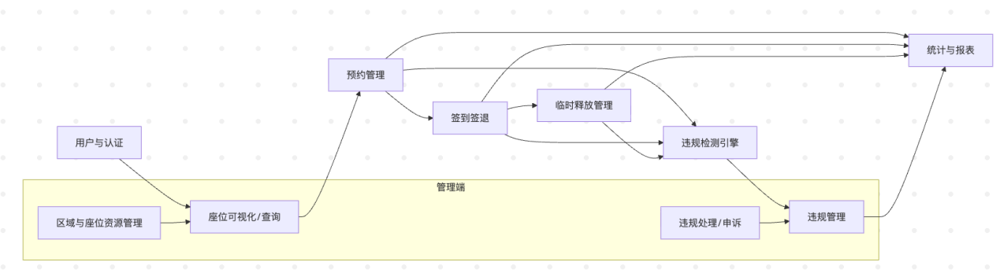 统计与报表
预约管理
临时释放管理
签到签退
用户与认证
违规检测引擎
管理端
区域与座位资源管理
座位可视化/查询
违规处理/申诉
违规管理